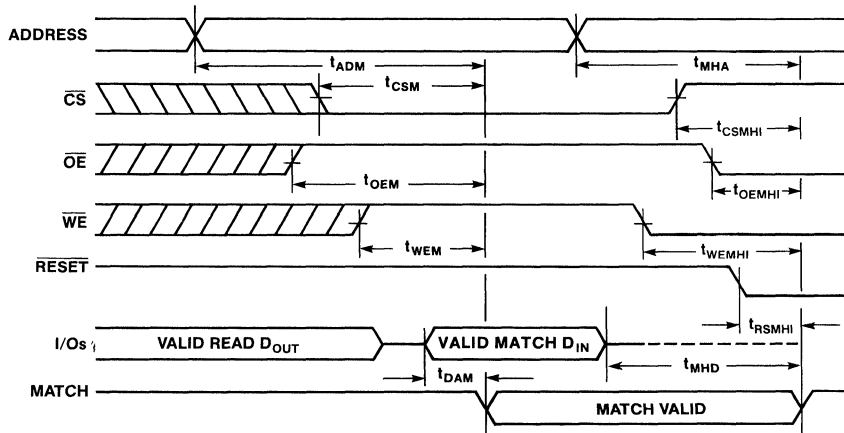 ADDRESS
tADM
tMHA
CS
tCSM
tCSMHI
OE
tOEM
tOEMHI
WE
tWEM
tWEMHI
RESET
tRSMHI
I/Os
VALID READ DOUT
VALID MATCH DIN
tDAM
tMHD
MATCH
MATCH VALID